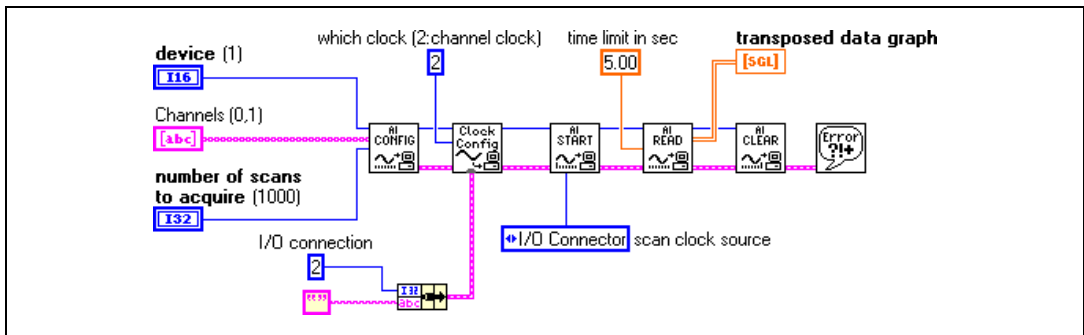 which clock (2:channel clock)
time limit in sec
transposed data graph
device (1)
2
5.00
[SGL]
I16
Channels (0,1)
[abc]
AI
CONFIG
Clock
Config
AI
START
AI
READ
AI
CLEAR
Error
?!+
number of scans
to acquire (1000)
I32
I/O connection
I/O Connector
scan clock source
2
I32
abc
""